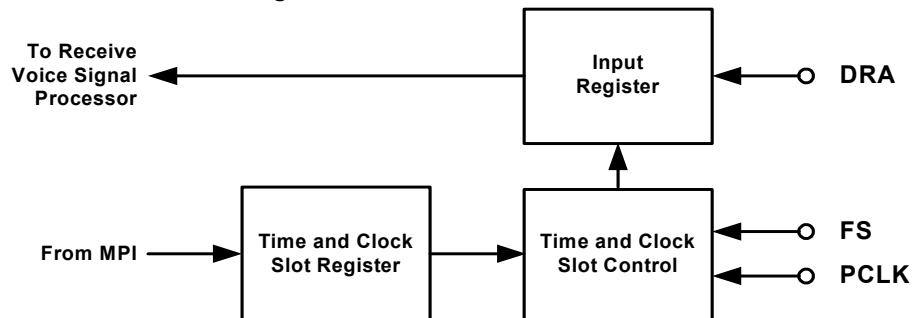 To Receive
Voice Signal
Processor
Input
Register
DRA
From MPI
Time and Clock
Slot Register
Time and Clock
Slot Control
FS
PCLK